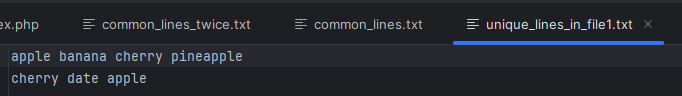 ex.php common_lines_twice.txt common_lines.txt unique_lines_in_file1.txt
apple banana cherry pineapple
cherry date apple